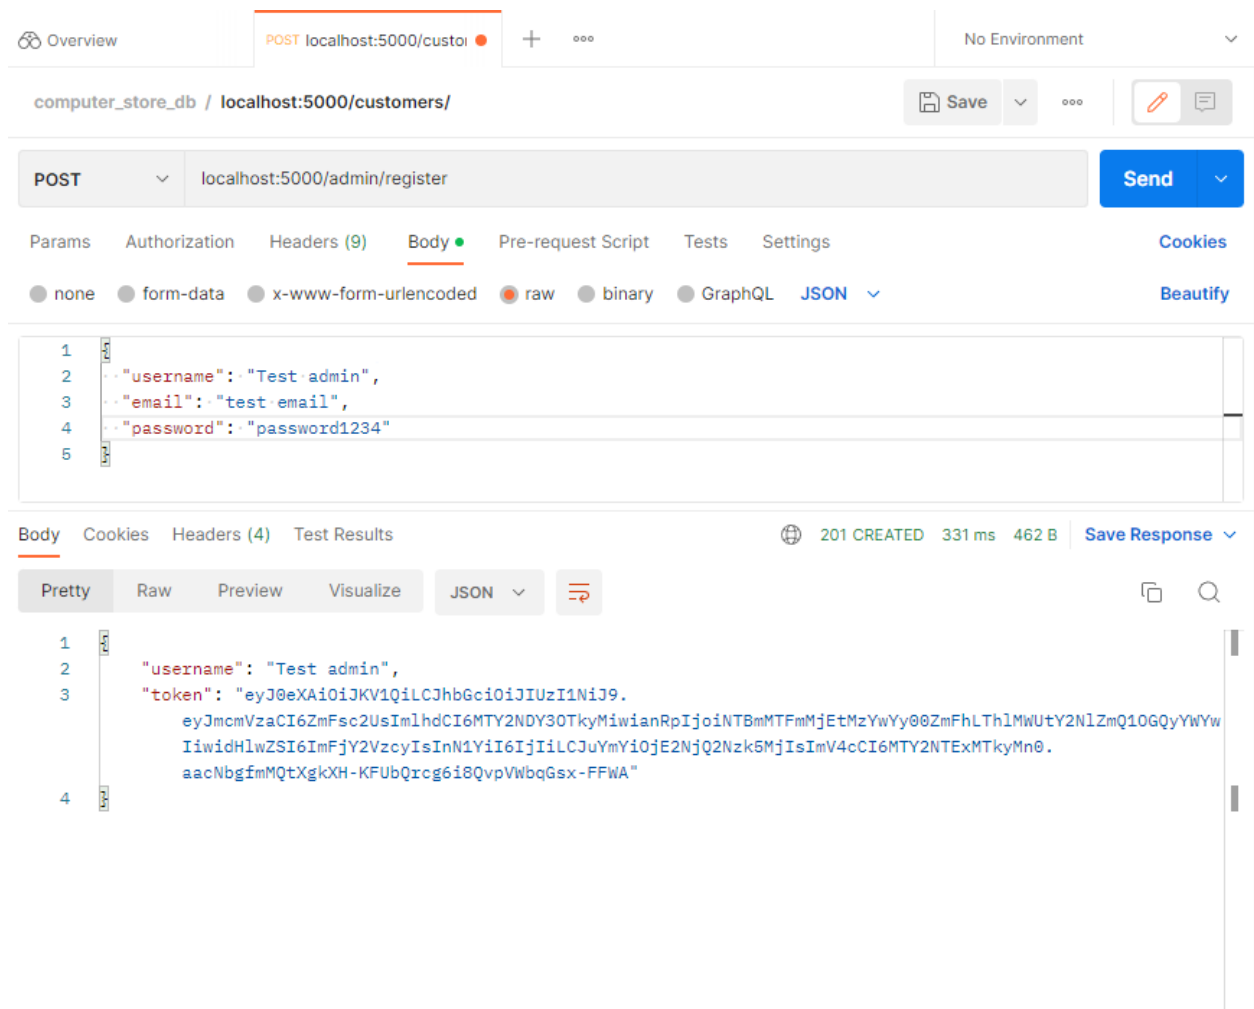 Overview
POST localhost:5000/custo
No Environment
computer_store_db / localhost:5000/customers/
Save
POST
localhost:5000/admin/register
Send
Params Authorization Headers (9) Body Pre-request Script Tests Settings Cookies
none form-data x-www-form-urlencoded raw binary GraphQL JSON Beautify
1 {
2 "username": "Test admin",
3 "email": "test email",
4 "password": "password1234"
5 }
Body Cookies Headers (4) Test Results 201 CREATED 331 ms 462 B Save Response
Pretty Raw Preview Visualize JSON
1 {
2 "username": "Test admin",
3 "token": "eyJ0eXAiOiJKV1QiLCJhbGciOiJIUzI1NiJ9.
eyJmcmVzaCI6ZmFsc2UsImlhdCI6MTY2NDY3OTkyMiwianRpIjoiNTBmMTFmMjEtMzYwYy00ZmFhLThlMWUtY2NlZmQ1OGQyYWYw
IiwidHlwZSI6ImFjY2VzcyIsInN1YiI6IjIiLCJuYmYiOjE2NjQ2Nzk5MjIsImV4cCI6MTY2NTExMTkyMn0.
aacNbgfmMQtXgkXH-KFUbQrcg6i8QvpVWbqGsx-FFWA"
4 }